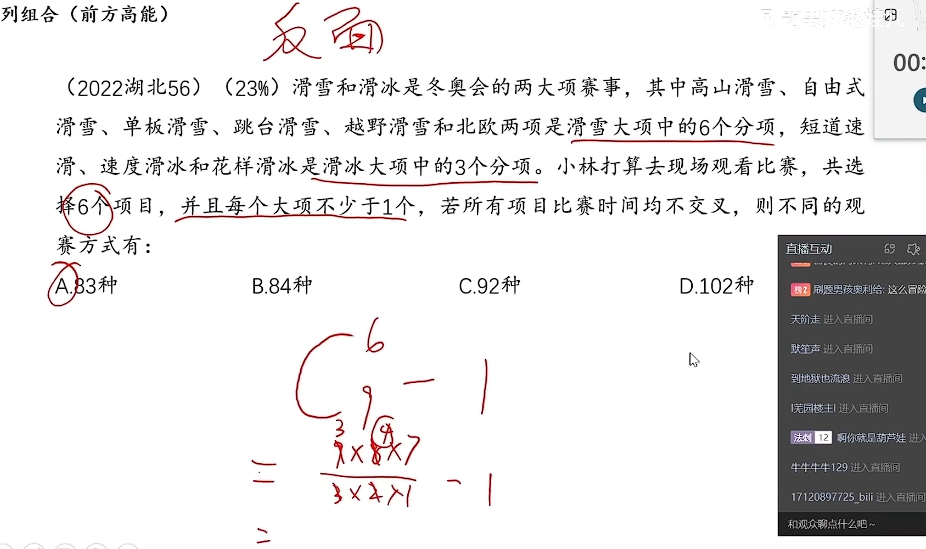 列组合（前方高能）
反面
00:
（2022湖北56）（23%）滑雪和滑冰是冬奥会的两大项赛事，其中高山滑雪、自由式
滑雪、单板滑雪、跳台滑雪、越野滑雪和北欧两项是滑雪大项中的6个分项，短道速
滑、速度滑冰和花样滑冰是滑冰大项中的3个分项。小林打算去现场观看比赛，共选
择6个项目，并且每个大项不少于1个，若所有项目比赛时间均不交叉，则不同的观
赛方式有：
A.83种 B.84种 C.92种 D.102种
直播互动
榜2 刷题男孩奥利给: 这么冒险
天阶走 进入直播间
默笙声 进入直播间
到地狱也流浪 进入直播间
I芜园楼主I 进入直播间
法刺 12 啊你就是葫芦娃 进入
牛牛牛牛129 进入直播间
17120897725_bili 进入直播间
和观众聊点什么吧~
C 6 9 - 1
3 4
= 9×8×7 / 3×2×1 - 1
=